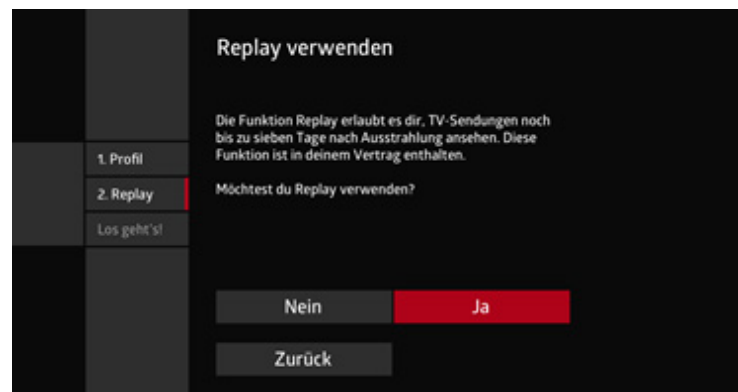 Replay verwenden
Die Funktion Replay erlaubt es dir, TV-Sendungen noch
bis zu sieben Tage nach Ausstrahlung ansehen. Diese
Funktion ist in deinem Vertrag enthalten.
Möchtest du Replay verwenden?
1. Profil
2. Replay
Los geht's!
Nein
Ja
Zurück